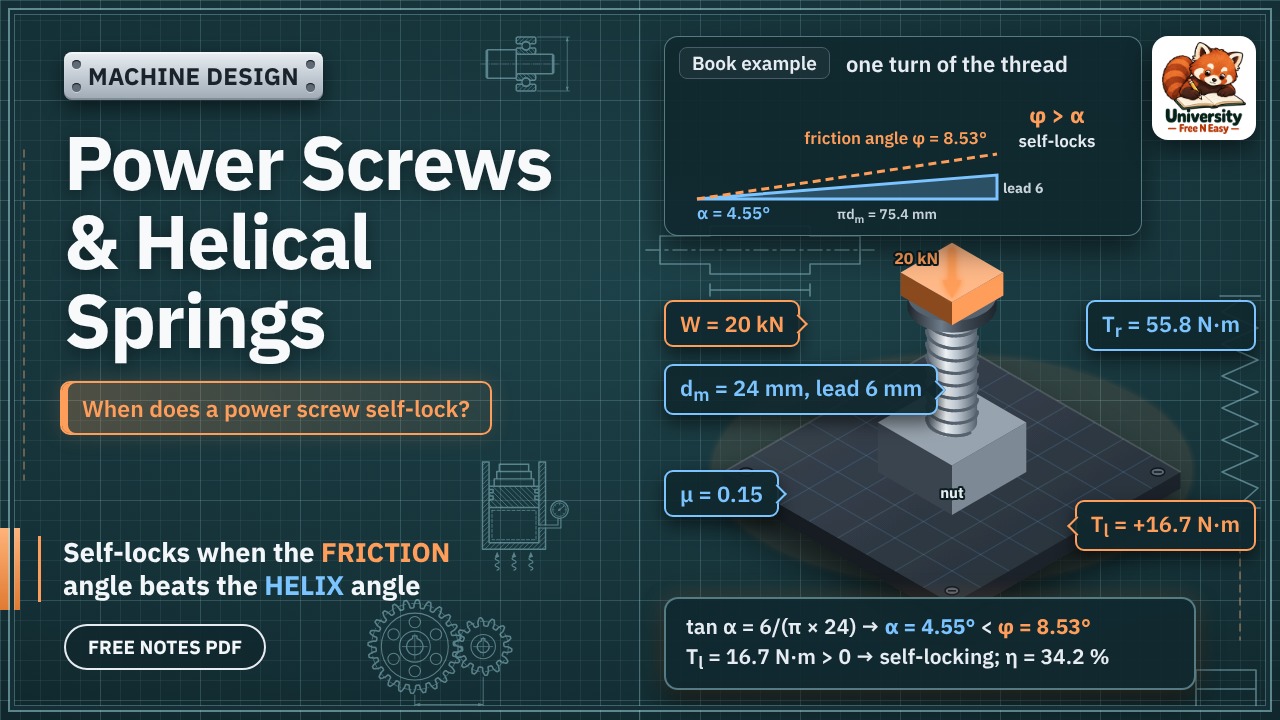 MACHINE DESIGN
Power Screws
& Helical
Springs
When does a power screw self-lock?
Self-locks when the FRICTION
angle beats the HELIX angle
FREE NOTES PDF
Book example one turn of the thread
φ > α
self-locks
friction angle φ = 8.53°
lead 6
α = 4.55°
πdm = 75.4 mm
University
Free N Easy
20 kN
W = 20 kN
Tr = 55.8 N·m
dm = 24 mm, lead 6 mm
μ = 0.15
nut
Tl = +16.7 N·m
tan α = 6/(π × 24) → α = 4.55° < φ = 8.53°
Tl = 16.7 N·m > 0 → self-locking; η = 34.2 %